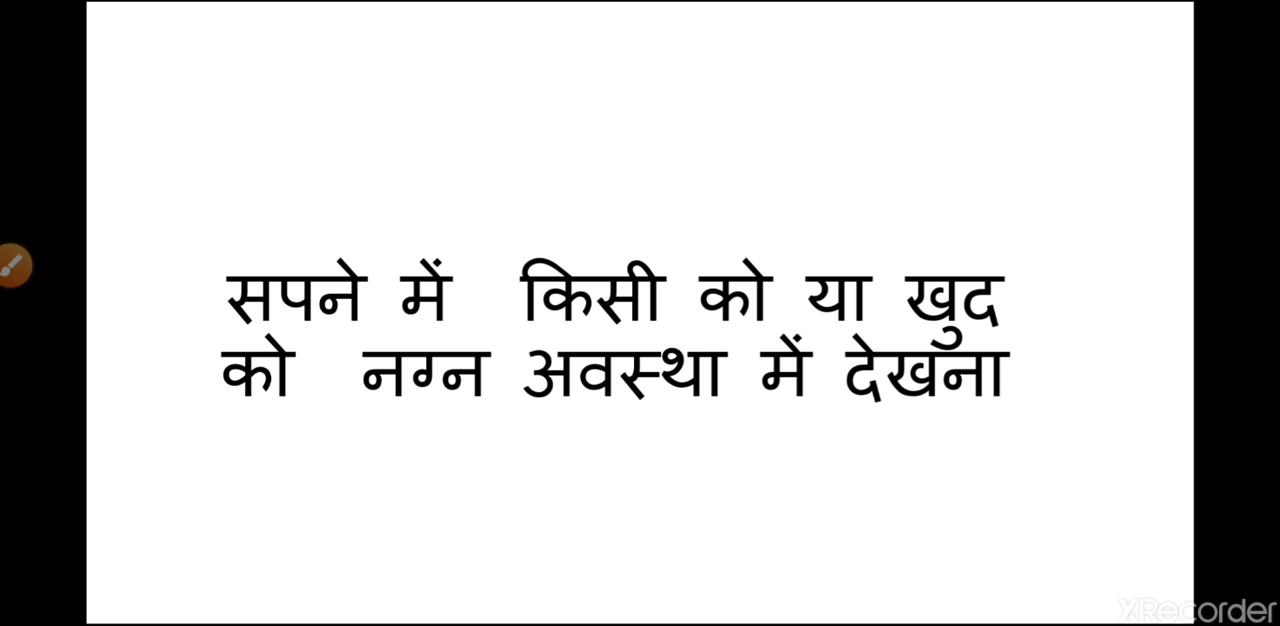 सपने में किसी को या खुद
को नग्न अवस्था में देखना
XRecorder